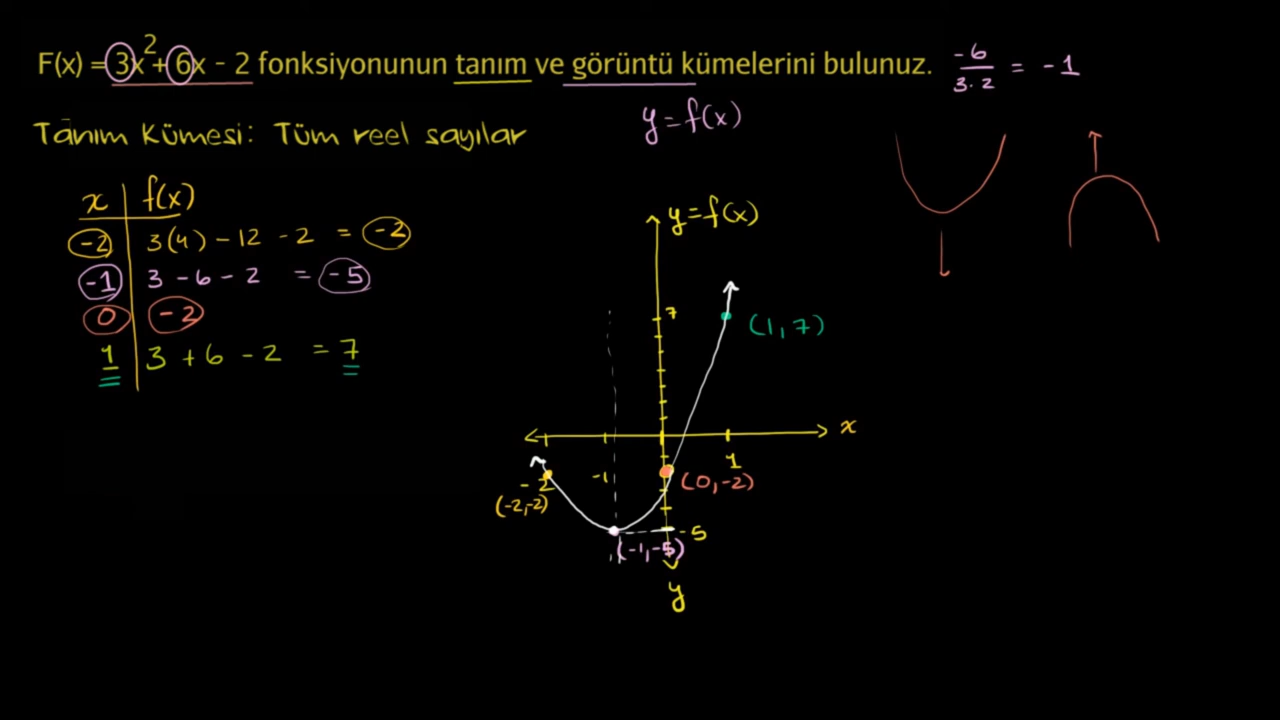 F(x) = 3x²+6x - 2 fonksiyonunun tanım ve görüntü kümelerini bulunuz.
-6/3·2 = -1
y=f(x)
Tanım Kümesi: Tüm reel sayılar
x f(x)
-2 3(4) -12 -2 = -2
-1 3 -6 -2 = -5
0 -2
1 3 +6 -2 = 7
y=f(x)
7
(1,7)
x
-2
-1
1
(-2,-2)
(0,-2)
-5
(-1,-5)
y